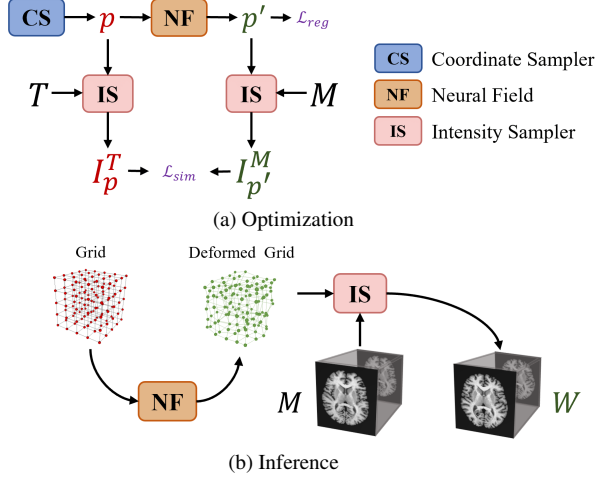 CS p NF p′ ℒreg
CS Coordinate Sampler
T IS IS M
NF Neural Field
IS Intensity Sampler
I_p^T ℒsim I_p′^M
(a) Optimization
Grid Deformed Grid
IS
NF M W
(b) Inference